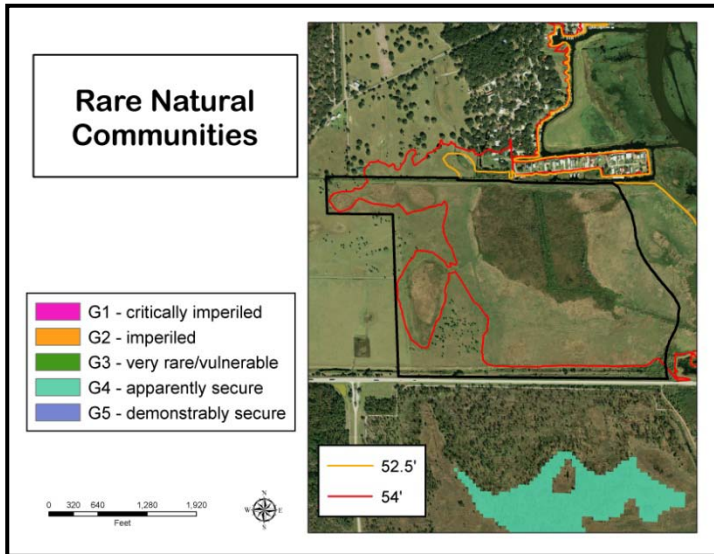 Rare Natural
Communities
G1 - critically imperiled
G2 - imperiled
G3 - very rare/vulnerable
G4 - apparently secure
G5 - demonstrably secure
52.5'
54'
0 320 640 1,280 1,920
Feet
N
W E
S